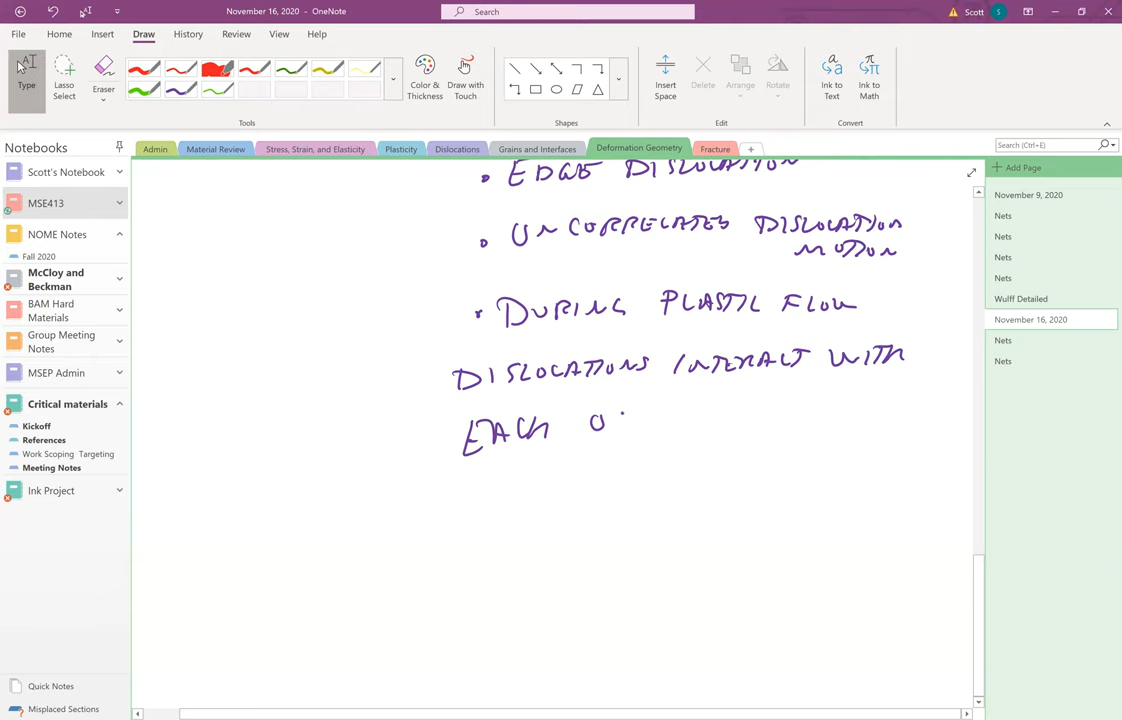 November 16, 2020 - OneNote
Search
Scott
S
File
Home
Insert
Draw
History
Review
View
Help
Type
Lasso
Select
Eraser
Color &
Thickness
Draw with
Touch
Insert
Space
Delete
Arrange
Rotate
Ink to
Text
Ink to
Math
Tools
Shapes
Edit
Convert
Notebooks
Admin
Material Review
Stress, Strain, and Elasticity
Plasticity
Dislocations
Grains and Interfaces
Deformation Geometry
Fracture
Search (Ctrl+E)
Scott's Notebook
MSE413
NOME Notes
Fall 2020
McCloy and
Beckman
BAM Hard
Materials
Group Meeting
Notes
MSEP Admin
Critical materials
Kickoff
References
Work Scoping Targeting
Meeting Notes
Ink Project
Quick Notes
Misplaced Sections
• EDGE DISLOCATION
• UNCORRELATED DISLOCATION
MOTION
• DURING PLASTIC FLOW
DISLOCATIONS INTERACT WITH
EACH O
Add Page
November 9, 2020
Nets
Nets
Nets
Nets
Wulff Detailed
November 16, 2020
Nets
Nets